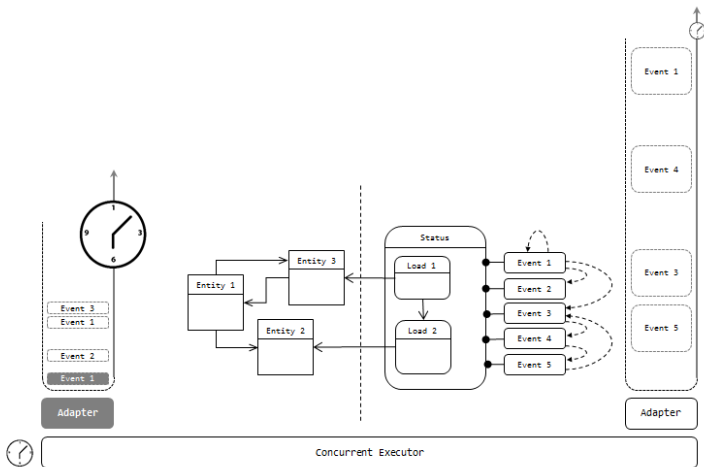 Event 1
Event 4
Event 3
Event 5
Adapter
1
9
3
6
Event 3
Event 1
Event 2
Event 1
Adapter
Entity 1
Entity 3
Entity 2
Status
Load 1
Load 2
Event 1
Event 2
Event 3
Event 4
Event 5
Concurrent Executor